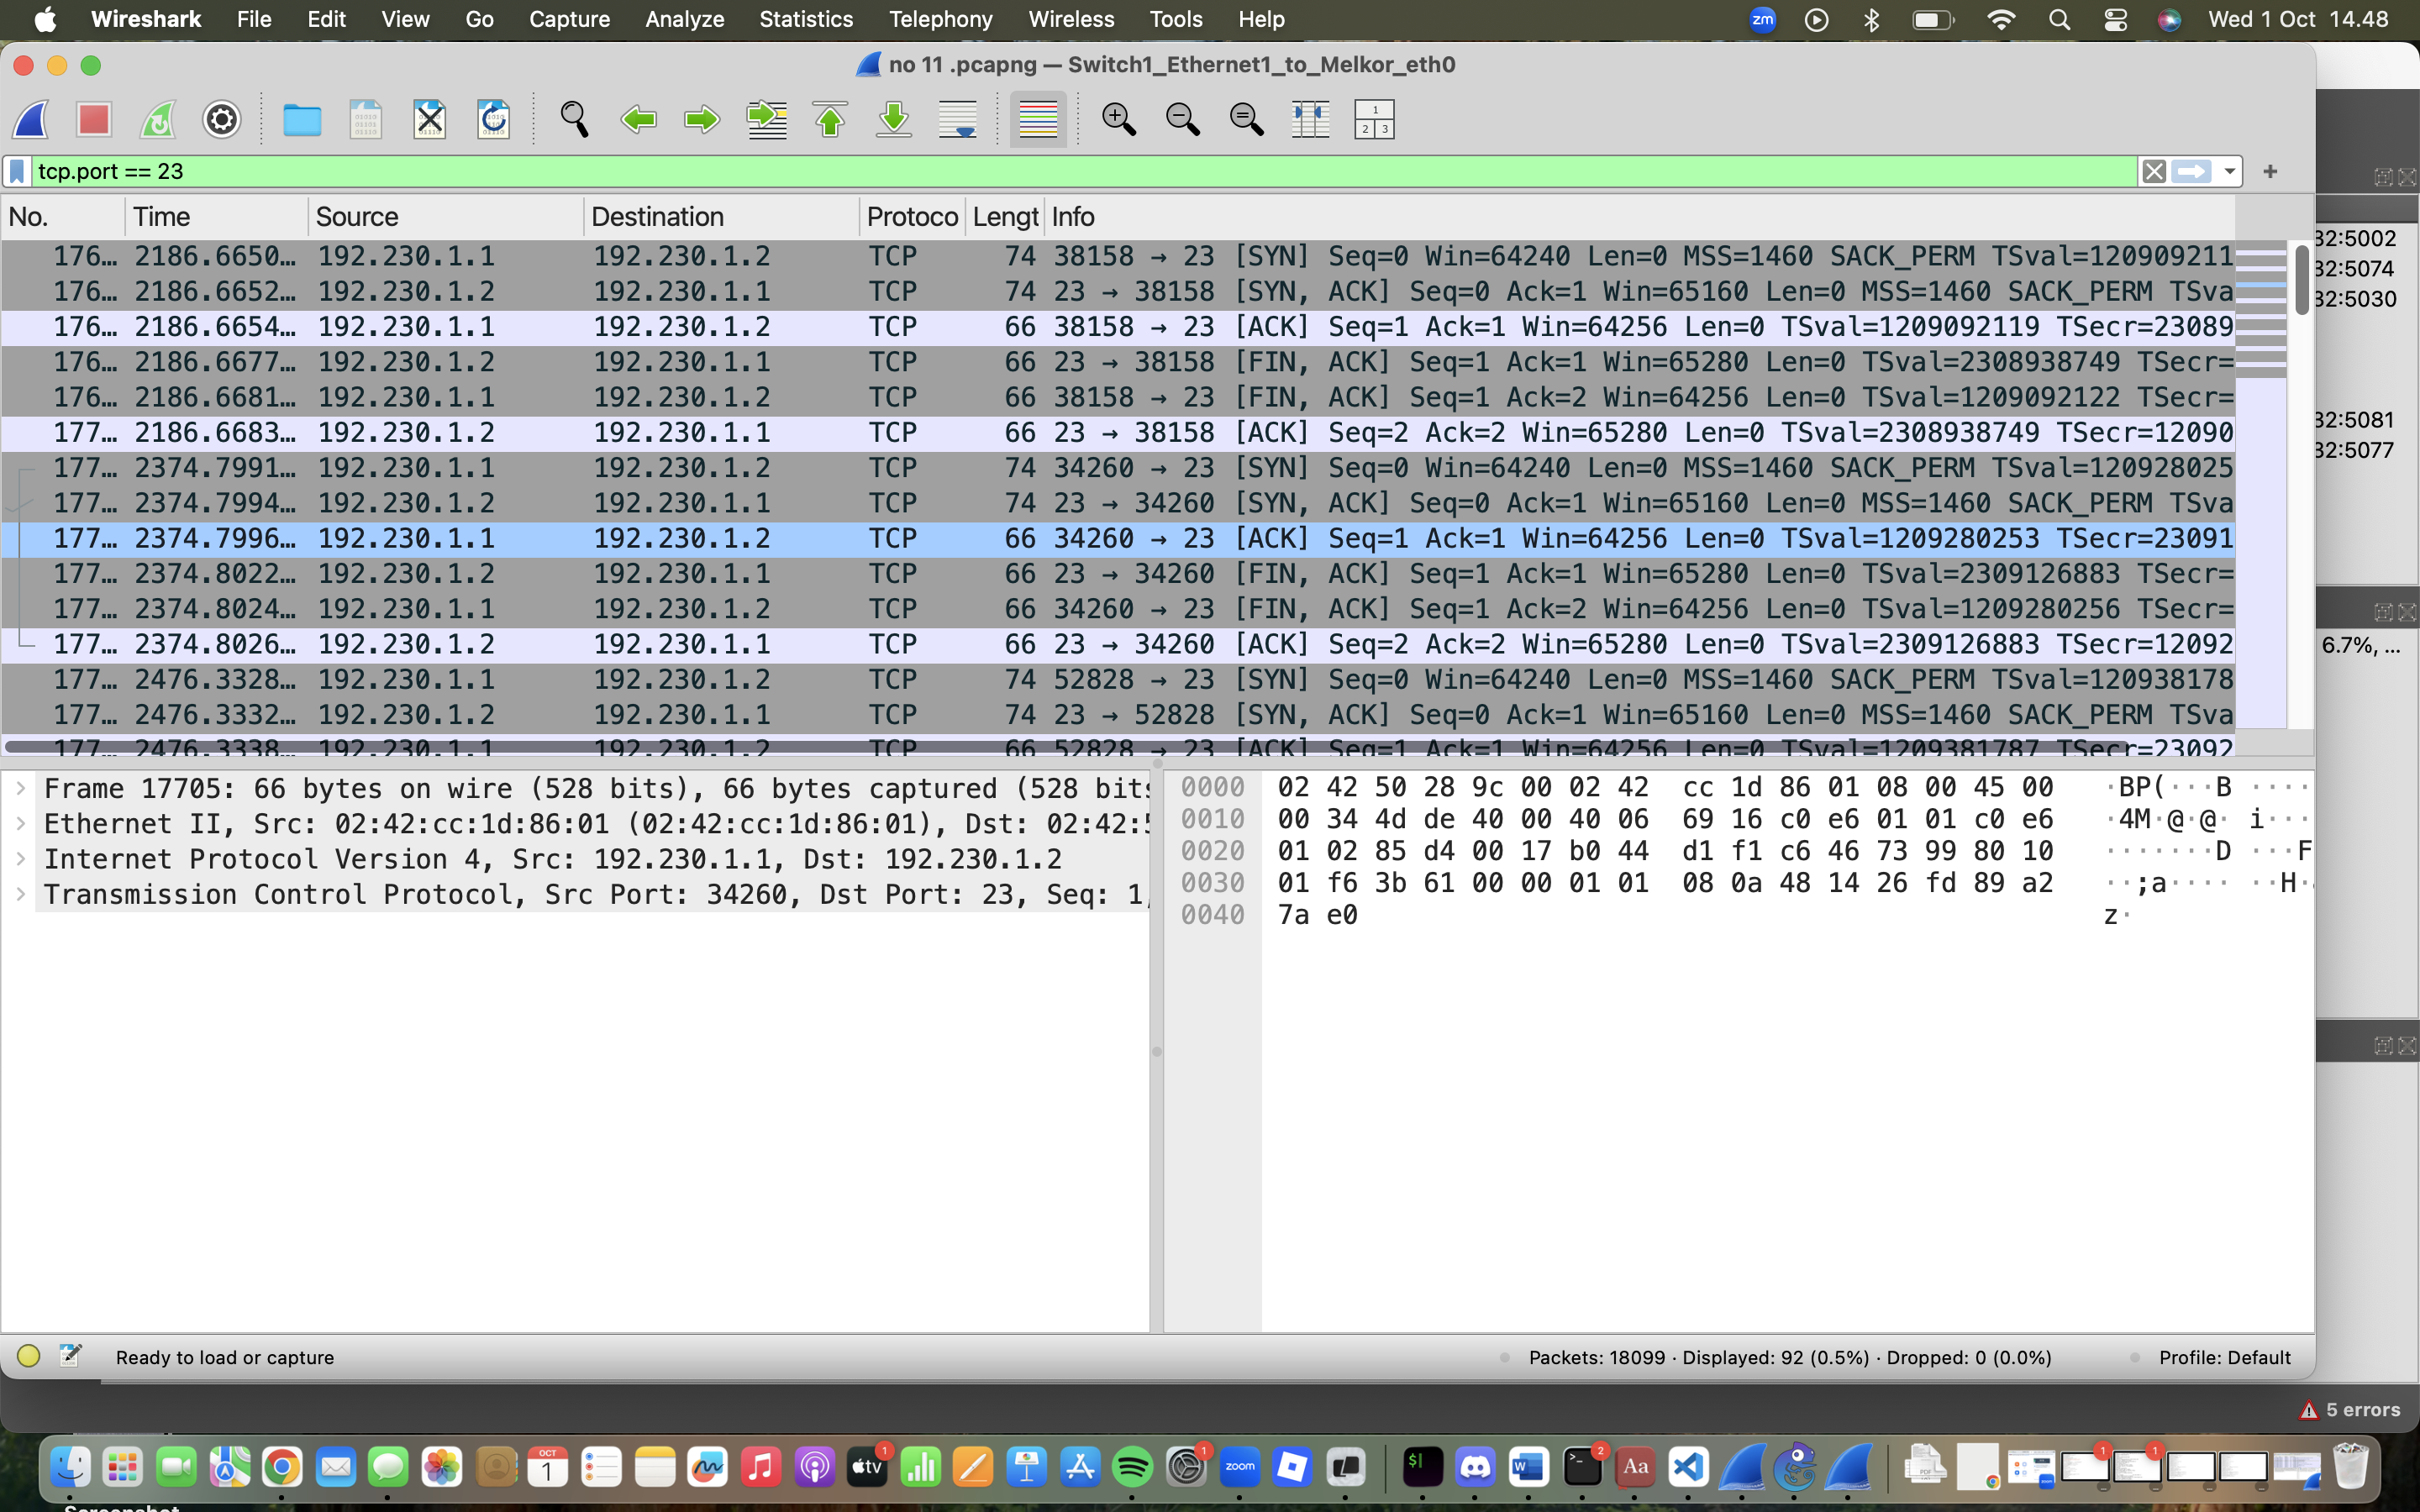 Wireshark File Edit View Go Capture Analyze Statistics Telephony Wireless Tools Help zm Wed 1 Oct 14.48
no 11 .pcapng — Switch1_Ethernet1_to_Melkor_eth0
tcp.port == 23
No. Time Source Destination Protoco Lengt Info
176… 2186.6650… 192.230.1.1 192.230.1.2 TCP 74 38158 → 23 [SYN] Seq=0 Win=64240 Len=0 MSS=1460 SACK_PERM TSval=120909211
176… 2186.6652… 192.230.1.2 192.230.1.1 TCP 74 23 → 38158 [SYN, ACK] Seq=0 Ack=1 Win=65160 Len=0 MSS=1460 SACK_PERM TSva
176… 2186.6654… 192.230.1.1 192.230.1.2 TCP 66 38158 → 23 [ACK] Seq=1 Ack=1 Win=64256 Len=0 TSval=1209092119 TSecr=23089
176… 2186.6677… 192.230.1.2 192.230.1.1 TCP 66 23 → 38158 [FIN, ACK] Seq=1 Ack=1 Win=65280 Len=0 TSval=2308938749 TSecr=
176… 2186.6681… 192.230.1.1 192.230.1.2 TCP 66 38158 → 23 [FIN, ACK] Seq=1 Ack=2 Win=64256 Len=0 TSval=1209092122 TSecr=
177… 2186.6683… 192.230.1.2 192.230.1.1 TCP 66 23 → 38158 [ACK] Seq=2 Ack=2 Win=65280 Len=0 TSval=2308938749 TSecr=12090
177… 2374.7991… 192.230.1.1 192.230.1.2 TCP 74 34260 → 23 [SYN] Seq=0 Win=64240 Len=0 MSS=1460 SACK_PERM TSval=120928025
177… 2374.7994… 192.230.1.2 192.230.1.1 TCP 74 23 → 34260 [SYN, ACK] Seq=0 Ack=1 Win=65160 Len=0 MSS=1460 SACK_PERM TSva
177… 2374.7996… 192.230.1.1 192.230.1.2 TCP 66 34260 → 23 [ACK] Seq=1 Ack=1 Win=64256 Len=0 TSval=1209280253 TSecr=23091
177… 2374.8022… 192.230.1.2 192.230.1.1 TCP 66 23 → 34260 [FIN, ACK] Seq=1 Ack=1 Win=65280 Len=0 TSval=2309126883 TSecr=
177… 2374.8024… 192.230.1.1 192.230.1.2 TCP 66 34260 → 23 [FIN, ACK] Seq=1 Ack=2 Win=64256 Len=0 TSval=1209280256 TSecr=
177… 2374.8026… 192.230.1.2 192.230.1.1 TCP 66 23 → 34260 [ACK] Seq=2 Ack=2 Win=65280 Len=0 TSval=2309126883 TSecr=12092
177… 2476.3328… 192.230.1.1 192.230.1.2 TCP 74 52828 → 23 [SYN] Seq=0 Win=64240 Len=0 MSS=1460 SACK_PERM TSval=120938178
177… 2476.3332… 192.230.1.2 192.230.1.1 TCP 74 23 → 52828 [SYN, ACK] Seq=0 Ack=1 Win=65160 Len=0 MSS=1460 SACK_PERM TSva
177… 2476.3338… 192.230.1.1 192.230.1.2 TCP 66 52828 → 23 [ACK] Seq=1 Ack=1 Win=64256 Len=0 TSval=1209381787 TSecr=23092
32:5002
32:5074
32:5030
32:5081
32:5077
6.7%, ...
Frame 17705: 66 bytes on wire (528 bits), 66 bytes captured (528 bits
Ethernet II, Src: 02:42:cc:1d:86:01 (02:42:cc:1d:86:01), Dst: 02:42:5
Internet Protocol Version 4, Src: 192.230.1.1, Dst: 192.230.1.2
Transmission Control Protocol, Src Port: 34260, Dst Port: 23, Seq: 1,
0000 02 42 50 28 9c 00 02 42 cc 1d 86 01 08 00 45 00 ·BP(···B ····
0010 00 34 4d de 40 00 40 06 69 16 c0 e6 01 01 c0 e6 ·4M·@·@· i···
0020 01 02 85 d4 00 17 b0 44 d1 f1 c6 46 73 99 80 10 ·······D ···F
0030 01 f6 3b 61 00 00 01 01 08 0a 48 14 26 fd 89 a2 ··;a···· ··H·
0040 7a e0 z·
Ready to load or capture Packets: 18099 · Displayed: 92 (0.5%) · Dropped: 0 (0.0%) Profile: Default
5 errors
OCT
1
tv 1
1
zoom
$
2
Aa
PDF
1
1
Screenshot